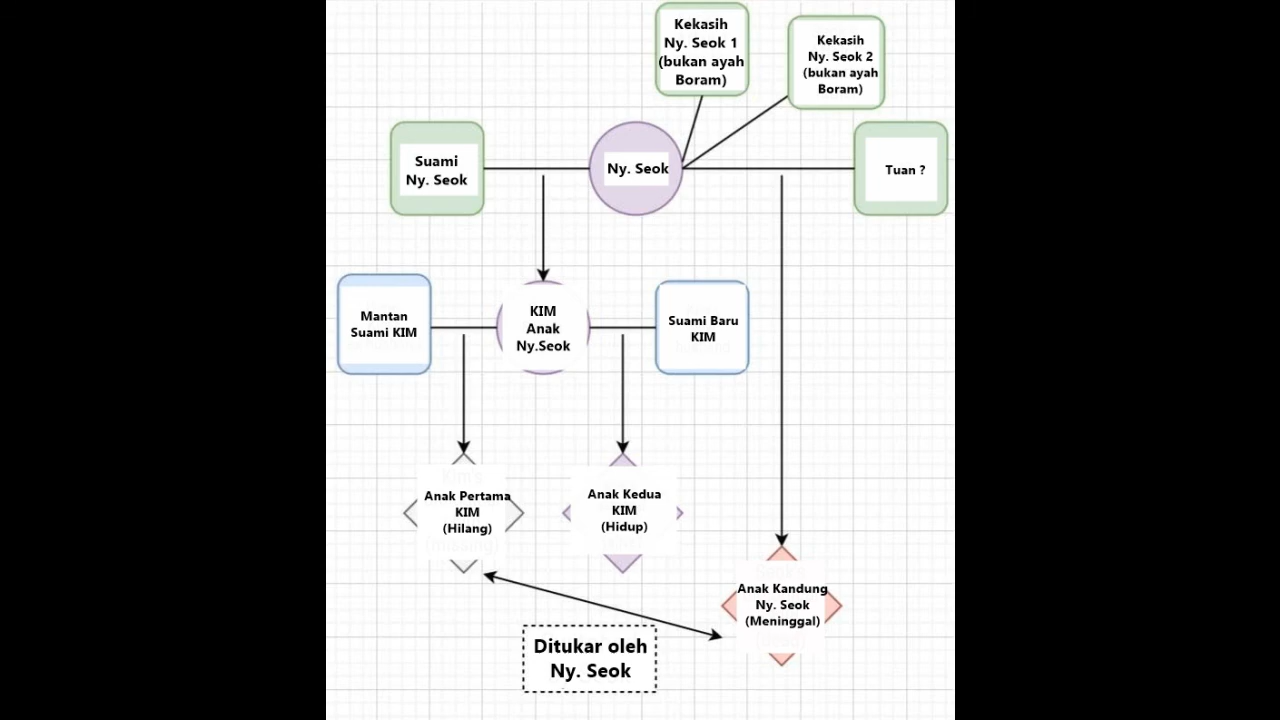 Kekasih
Ny. Seok 1
(bukan ayah
Boram)
Kekasih
Ny. Seok 2
(bukan ayah
Boram)
Suami
Ny. Seok
Ny. Seok
Tuan ?
Mantan
Suami KIM
KIM
Anak
Ny.Seok
Suami Baru
KIM
Anak Pertama
KIM
(Hilang)
Anak Kedua
KIM
(Hidup)
Anak Kandung
Ny. Seok
(Meninggal)
Ditukar oleh
Ny. Seok